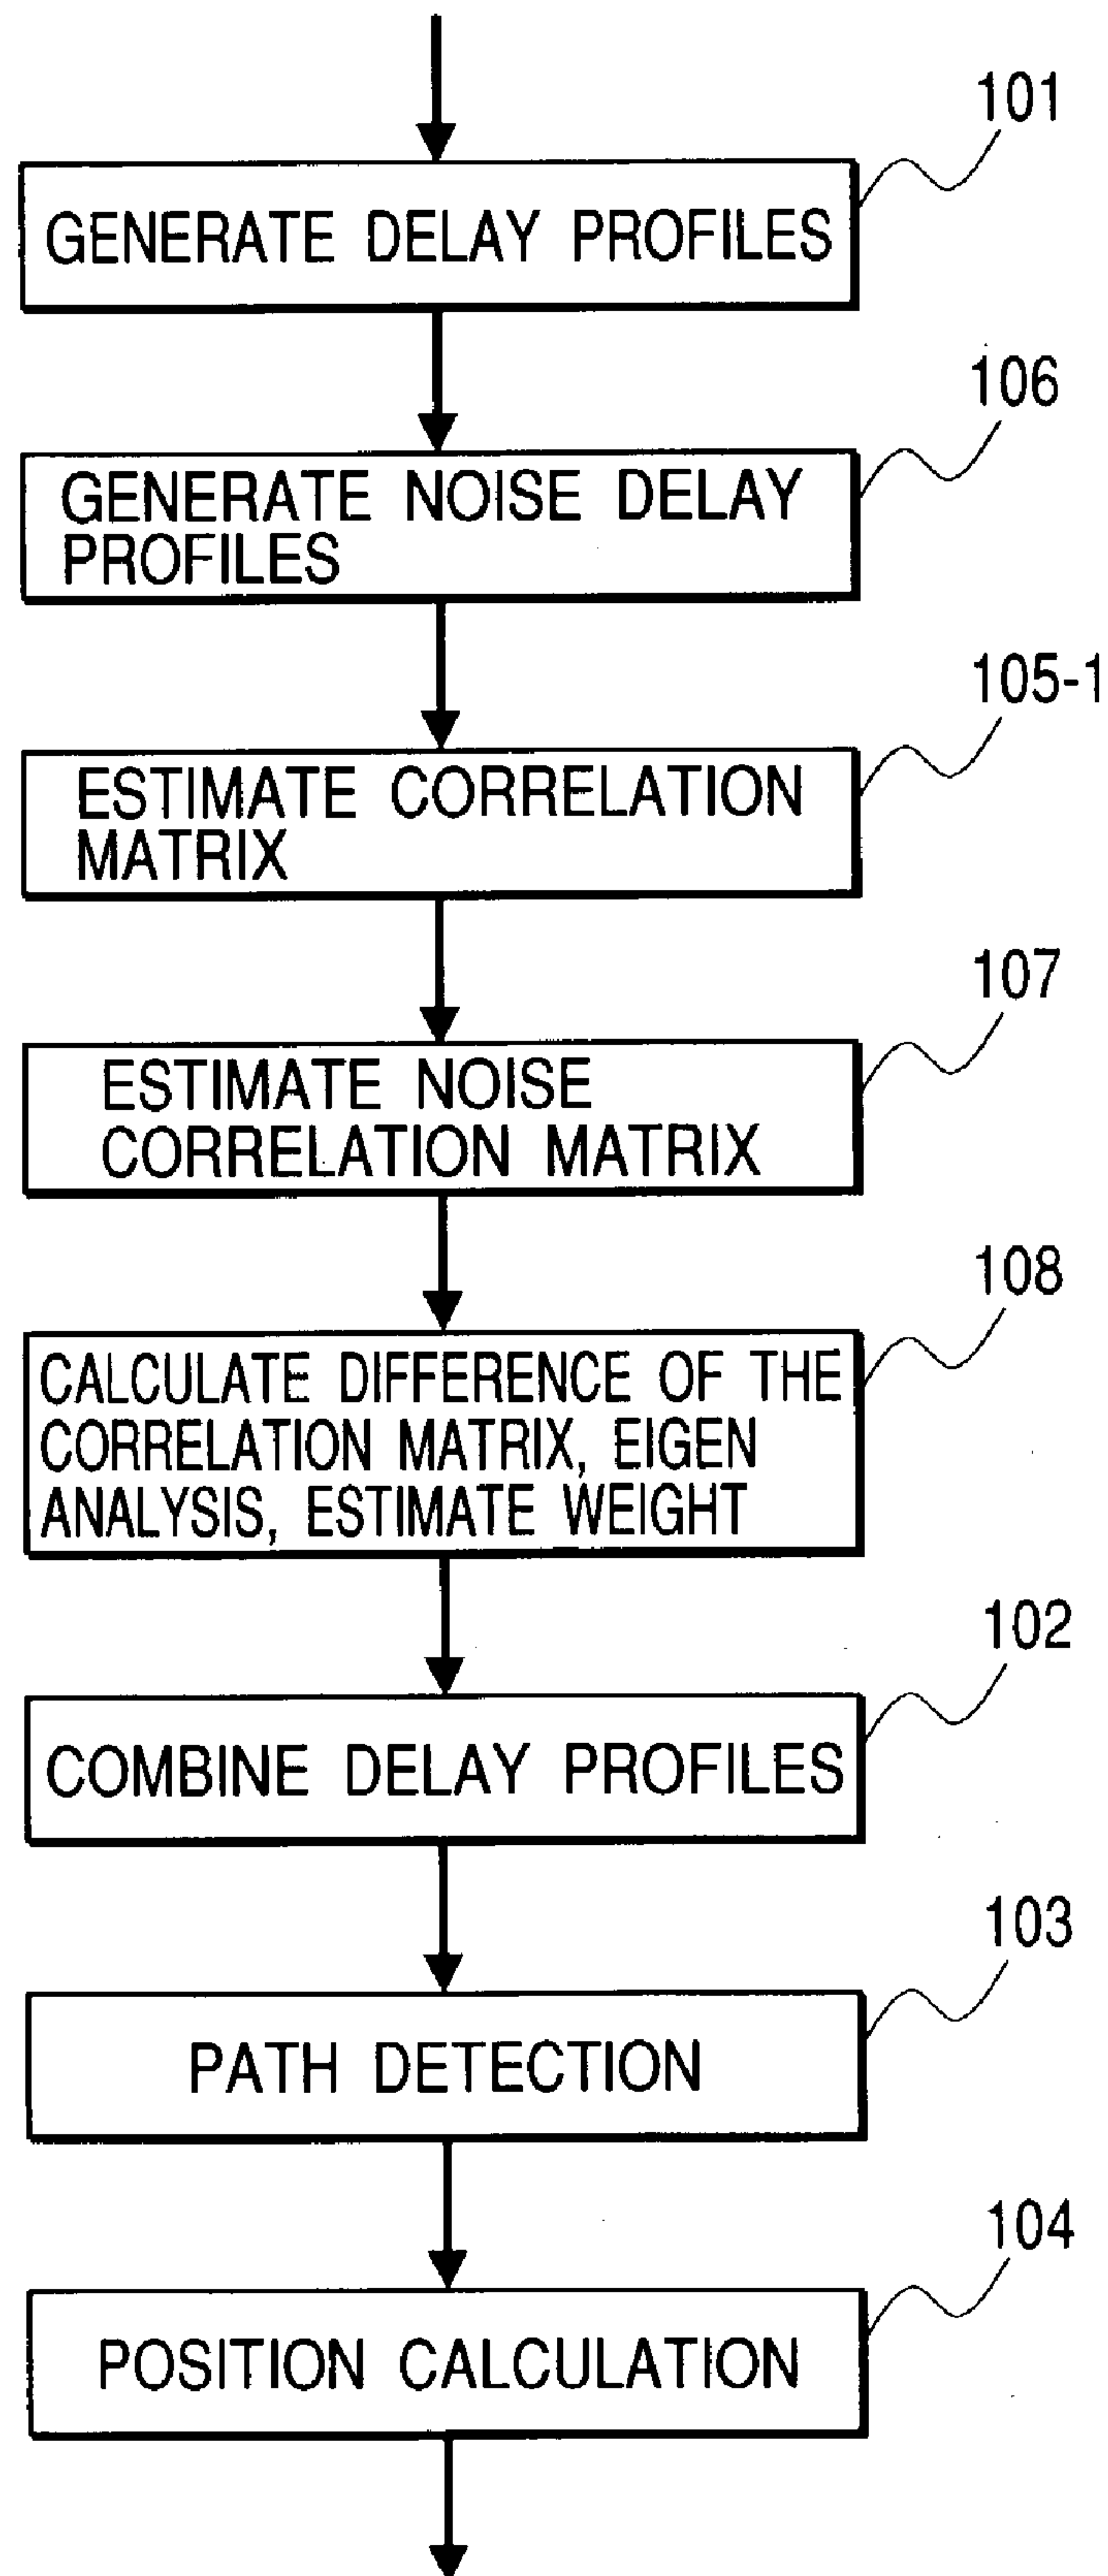 101
GENERATE DELAY PROFILES
106
GENERATE NOISE DELAY
PROFILES
105-1
ESTIMATE CORRELATION
MATRIX
107
ESTIMATE NOISE
CORRELATION MATRIX
108
CALCULATE DIFFERENCE OF THE
CORRELATION MATRIX, EIGEN
ANALYSIS, ESTIMATE WEIGHT
102
COMBINE DELAY PROFILES
103
PATH DETECTION
104
POSITION CALCULATION